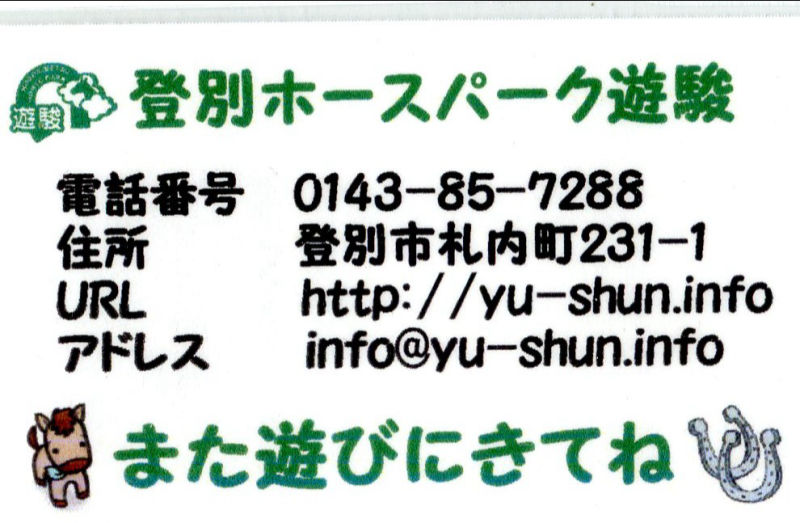 遊駿
登別ホースパーク遊駿
電話番号 0143-85-7288
住所 登別市札内町231-1
URL http://yu-shun.info
アドレス info@yu-shun.info
また遊びにきてね